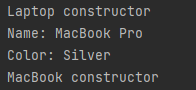 Laptop constructor
Name: MacBook Pro
Color: Silver
MacBook constructor